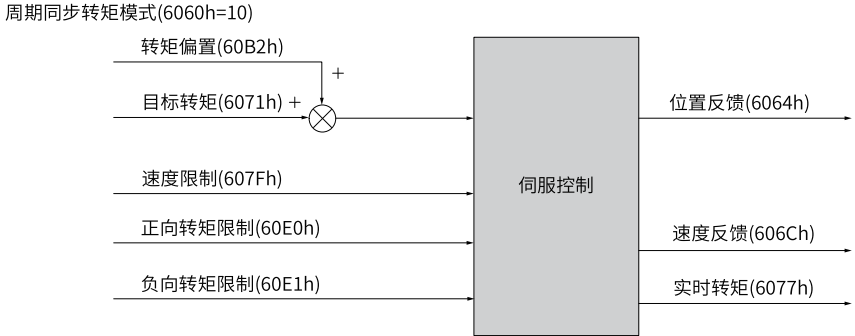 周期同步转矩模式(6060h=10)
转矩偏置(60B2h)
+
目标转矩(6071h) +
位置反馈(6064h)
速度限制(607Fh)
伺服控制
正向转矩限制(60E0h)
速度反馈(606Ch)
负向转矩限制(60E1h)
实时转矩(6077h)